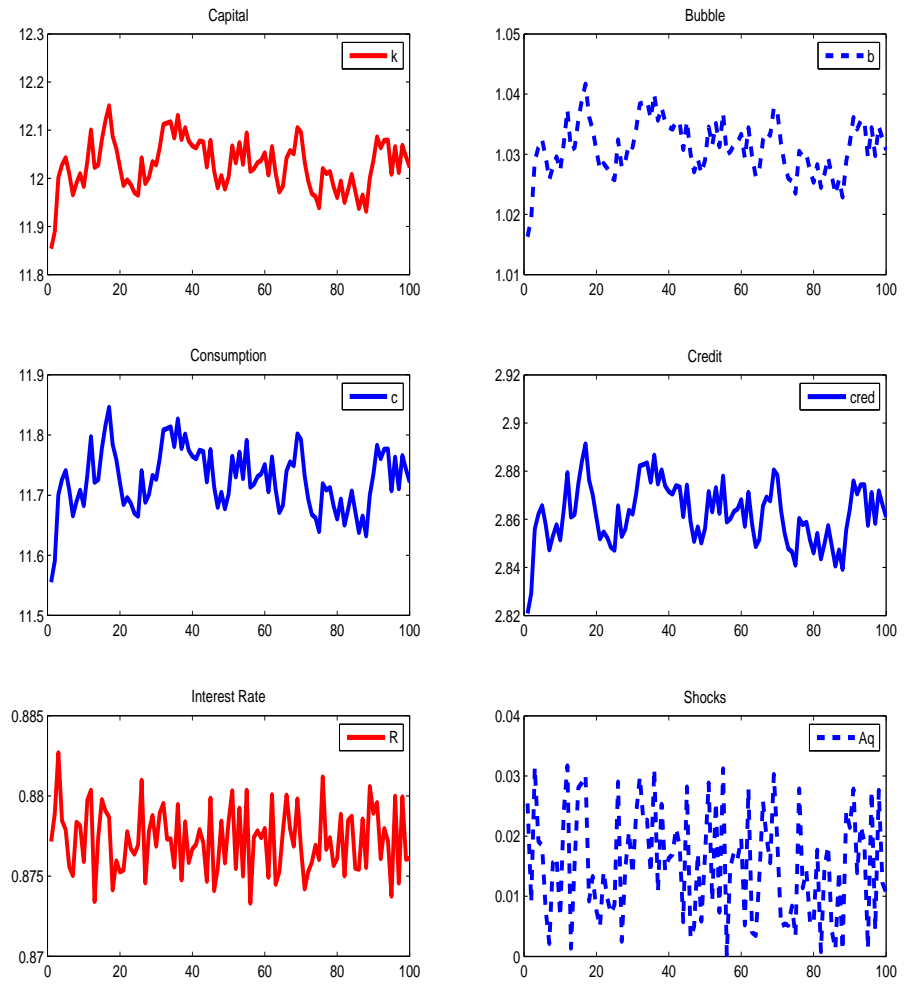 Capital
12.3
12.2
12.1
12
11.9
11.8
0 20 40 60 80 100
k
Bubble
1.05
1.04
1.03
1.02
1.01
0 20 40 60 80 100
b
Consumption
11.9
11.8
11.7
11.6
11.5
0 20 40 60 80 100
c
Credit
2.92
2.9
2.88
2.86
2.84
2.82
0 20 40 60 80 100
cred
Interest Rate
0.885
0.88
0.875
0.87
0 20 40 60 80 100
R
Shocks
0.04
0.03
0.02
0.01
0
0 20 40 60 80 100
Aq